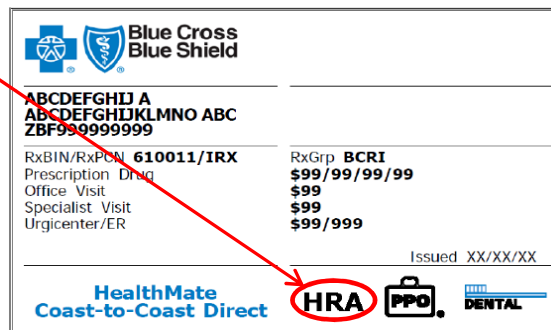 Blue Cross
Blue Shield
ABCDEFGHIJ A
ABCDEFGHIJKLMNO ABC
ZBF999999999
RxBIN/RxPCN 610011/IRX RxGrp BCRI
Prescription Drug $99/99/99/99
Office Visit $99
Specialist Visit $99
Urgicenter/ER $99/999
Issued XX/XX/XX
HealthMate
Coast-to-Coast Direct
HRA PPO DENTAL